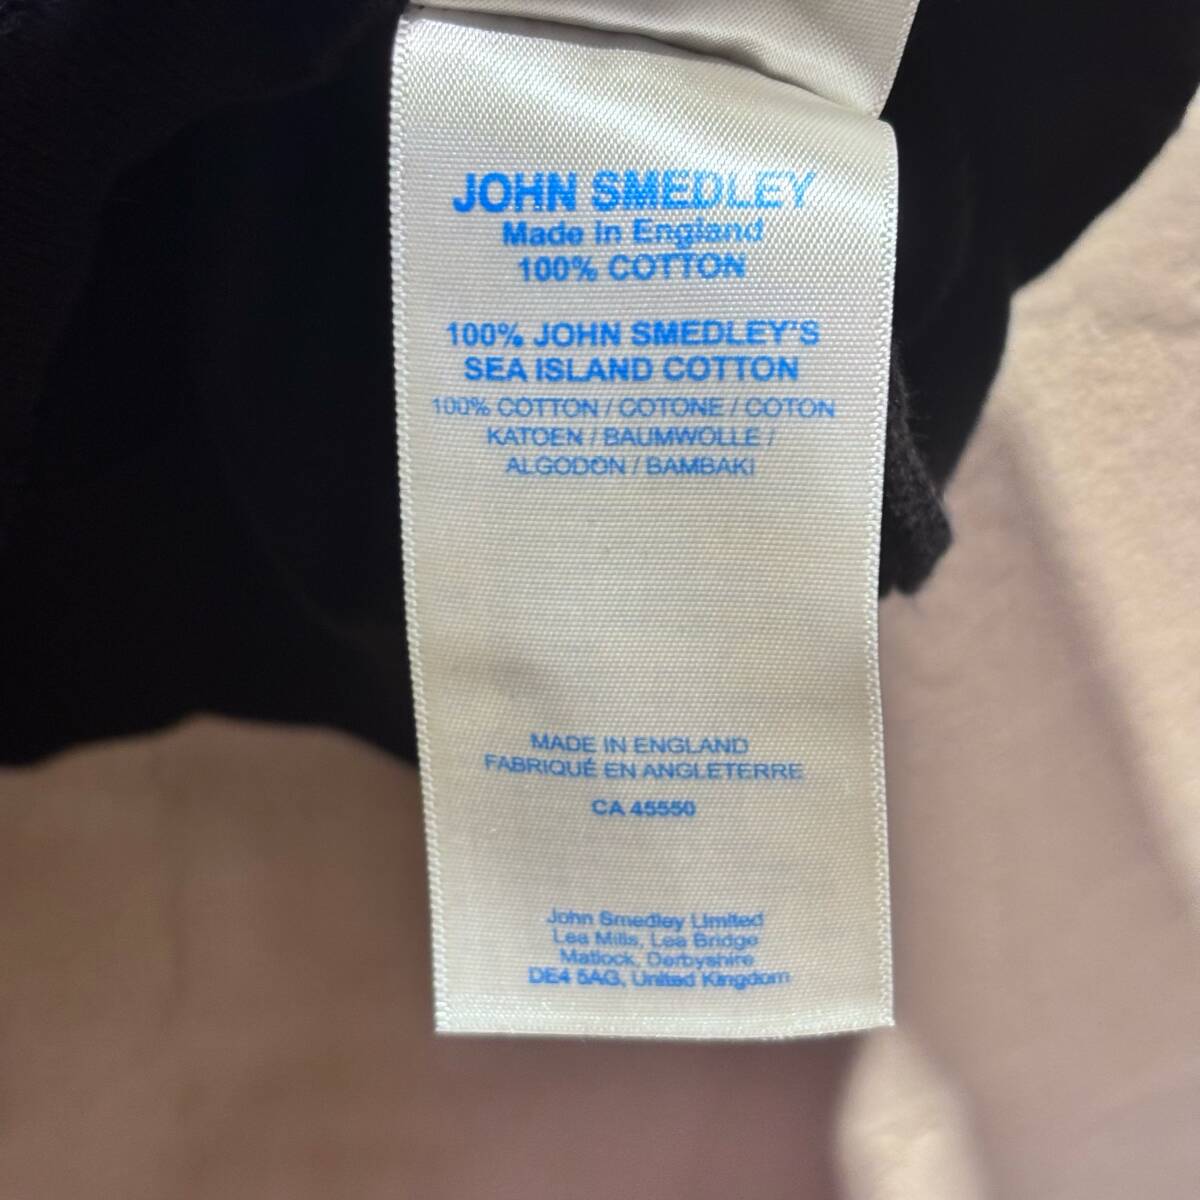 JOHN SMEDLEY
Made in England
100% COTTON
100% JOHN SMEDLEY'S
SEA ISLAND COTTON
100% COTTON / COTONE / COTON
KATOEN / BAUMWOLLE /
ALGODON / BAMBAKI
MADE IN ENGLAND
FABRIQUÉ EN ANGLETERRE
CA 45550
John Smedley Limited
Lea Mills, Lea Bridge
Matlock, Derbyshire
DE4 5AG, United Kingdom